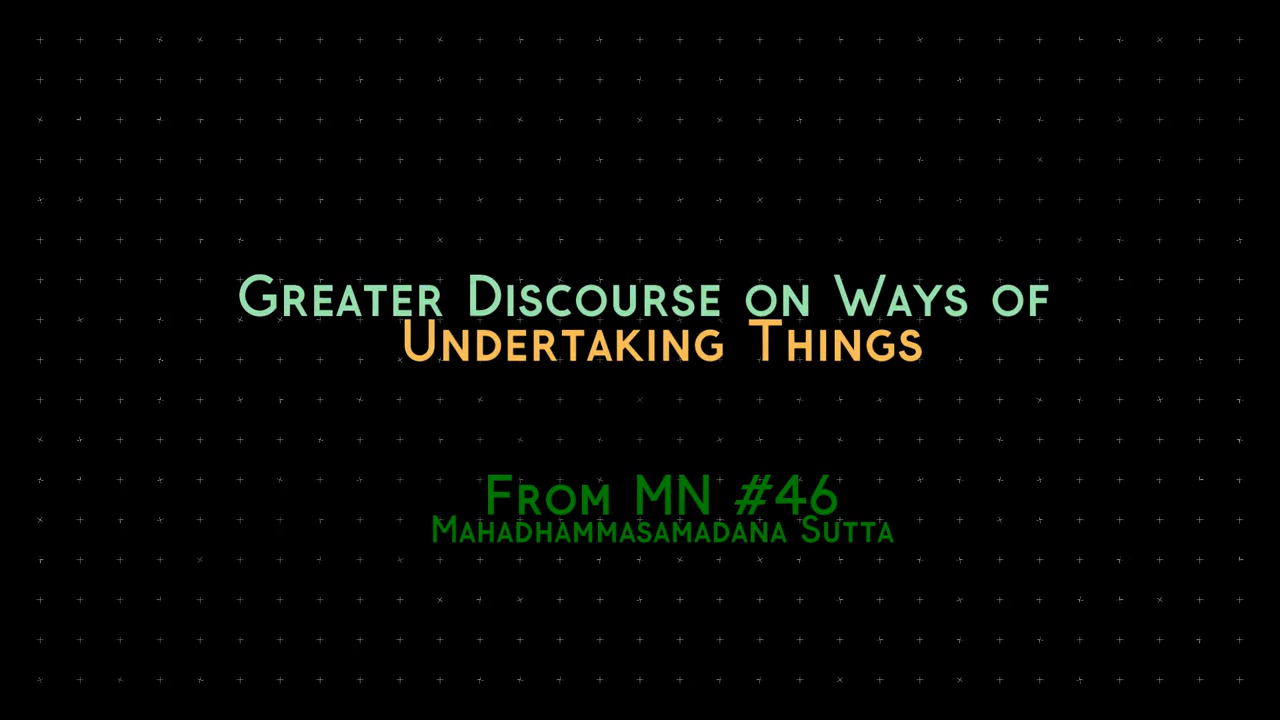 Greater Discourse on Ways of
Undertaking Things
From MN #46
Mahadhammasamadana Sutta